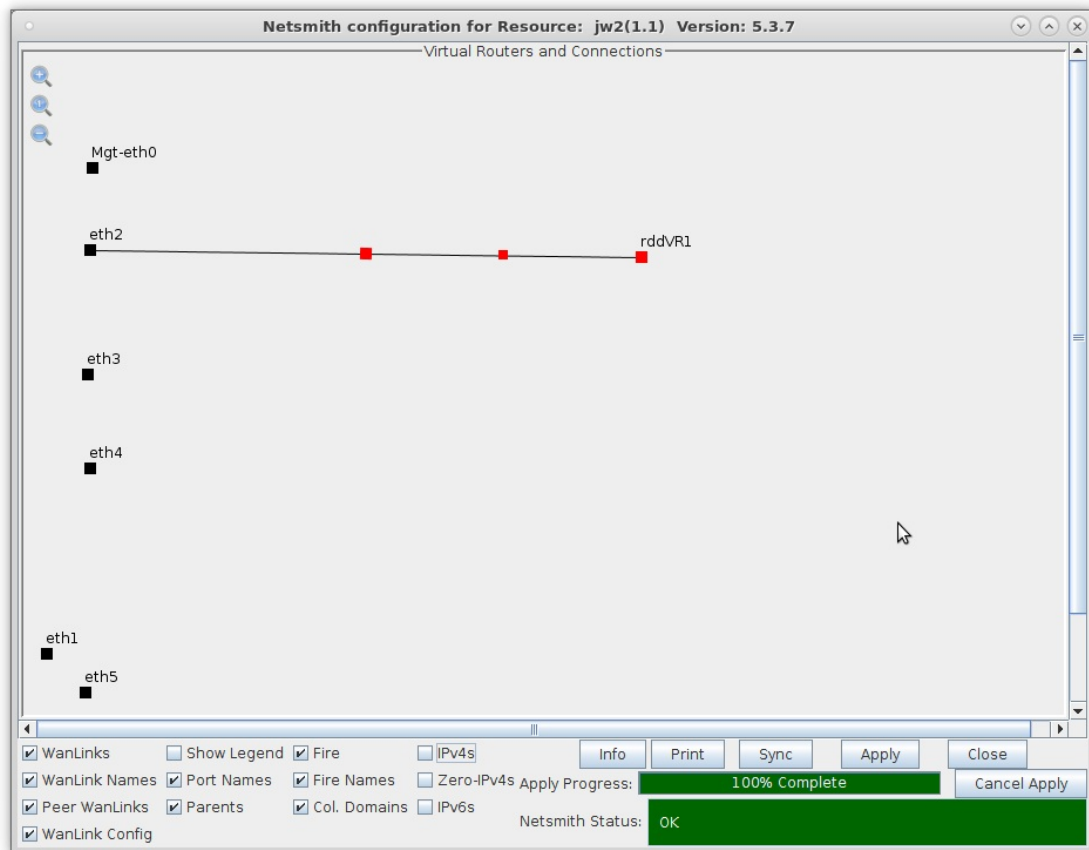 Netsmith configuration for Resource: jw2(1.1) Version: 5.3.7
Virtual Routers and Connections
Mgt-eth0
eth2
rddVR1
eth3
eth4
eth1
eth5
WanLinks Show Legend Fire IPv4s Info Print Sync Apply Close
WanLink Names Port Names Fire Names Zero-IPv4s Apply Progress: 100% Complete Cancel Apply
Peer WanLinks Parents Col. Domains IPv6s
Netsmith Status: OK
WanLink Config